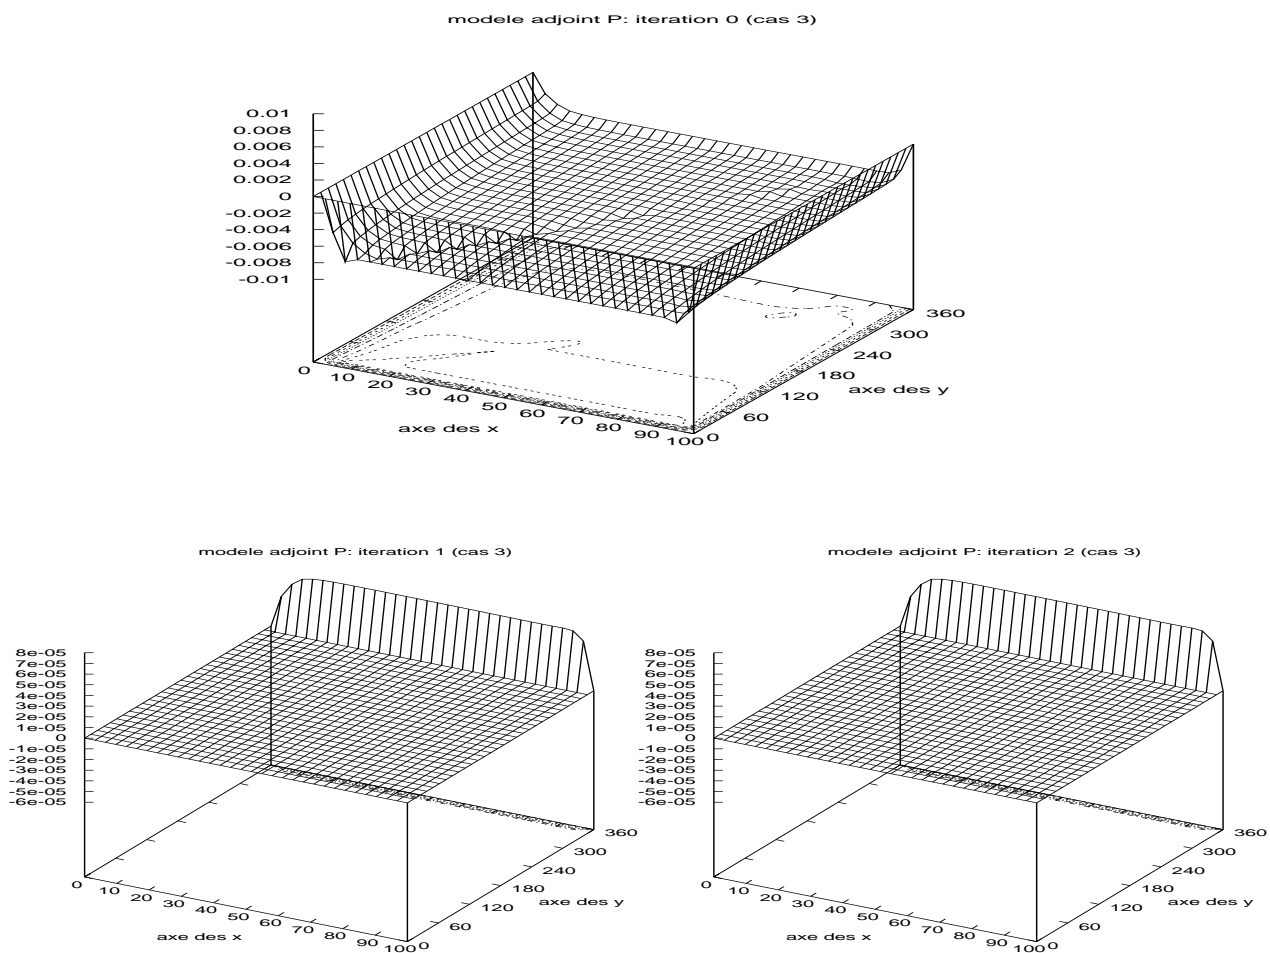 modele adjoint P: iteration 0 (cas 3)
0.01
0.008
0.006
0.004
0.002
0
-0.002
-0.004
-0.006
-0.008
-0.01
0 10 20 30 40 50 60 70 80 90 100
axe des x
0 60 120 180 240 300 360
axe des y
modele adjoint P: iteration 1 (cas 3)
8e-05
7e-05
6e-05
5e-05
4e-05
3e-05
2e-05
1e-05
0
-1e-05
-2e-05
-3e-05
-4e-05
-5e-05
-6e-05
0 10 20 30 40 50 60 70 80 90 100
axe des x
0 60 120 180 240 300 360
axe des y
modele adjoint P: iteration 2 (cas 3)
8e-05
7e-05
6e-05
5e-05
4e-05
3e-05
2e-05
1e-05
0
-1e-05
-2e-05
-3e-05
-4e-05
-5e-05
-6e-05
0 10 20 30 40 50 60 70 80 90 100
axe des x
0 60 120 180 240 300 360
axe des y